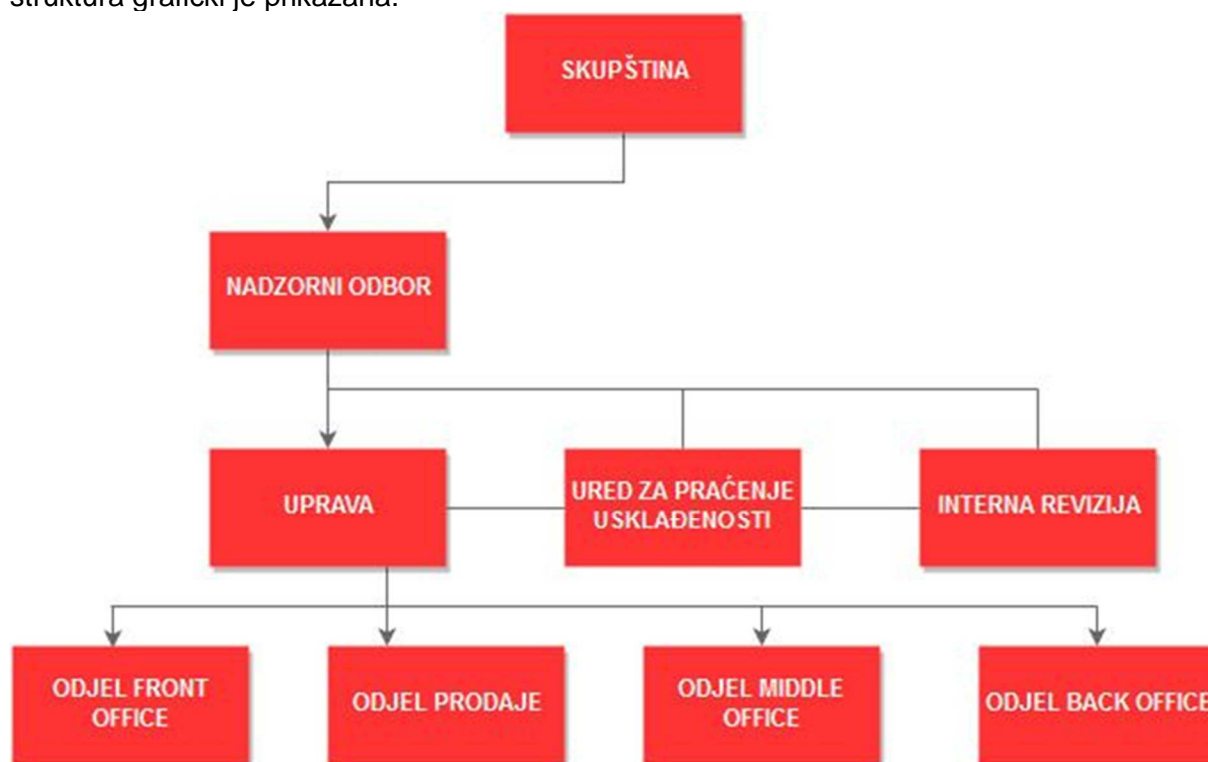 struktura grafički je prikazana:
SKUPŠTINA
NADZORNI ODBOR
UPRAVA
URED ZA PRAĆENJE
USKLAĐENOSTI
INTERNA REVIZIJA
ODJEL FRONT
OFFICE
ODJEL PRODAJE
ODJEL MIDDLE
OFFICE
ODJEL BACK OFFICE